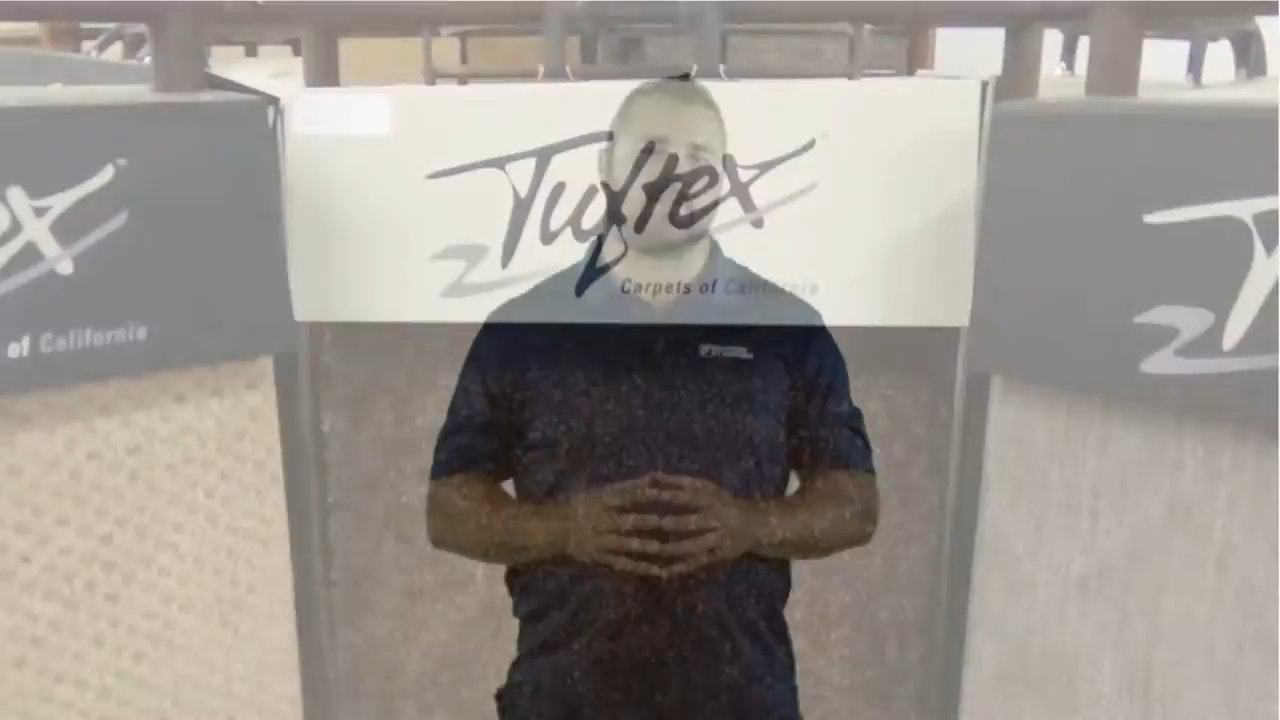 Tuftex
Carpets of California
ex
of California
T